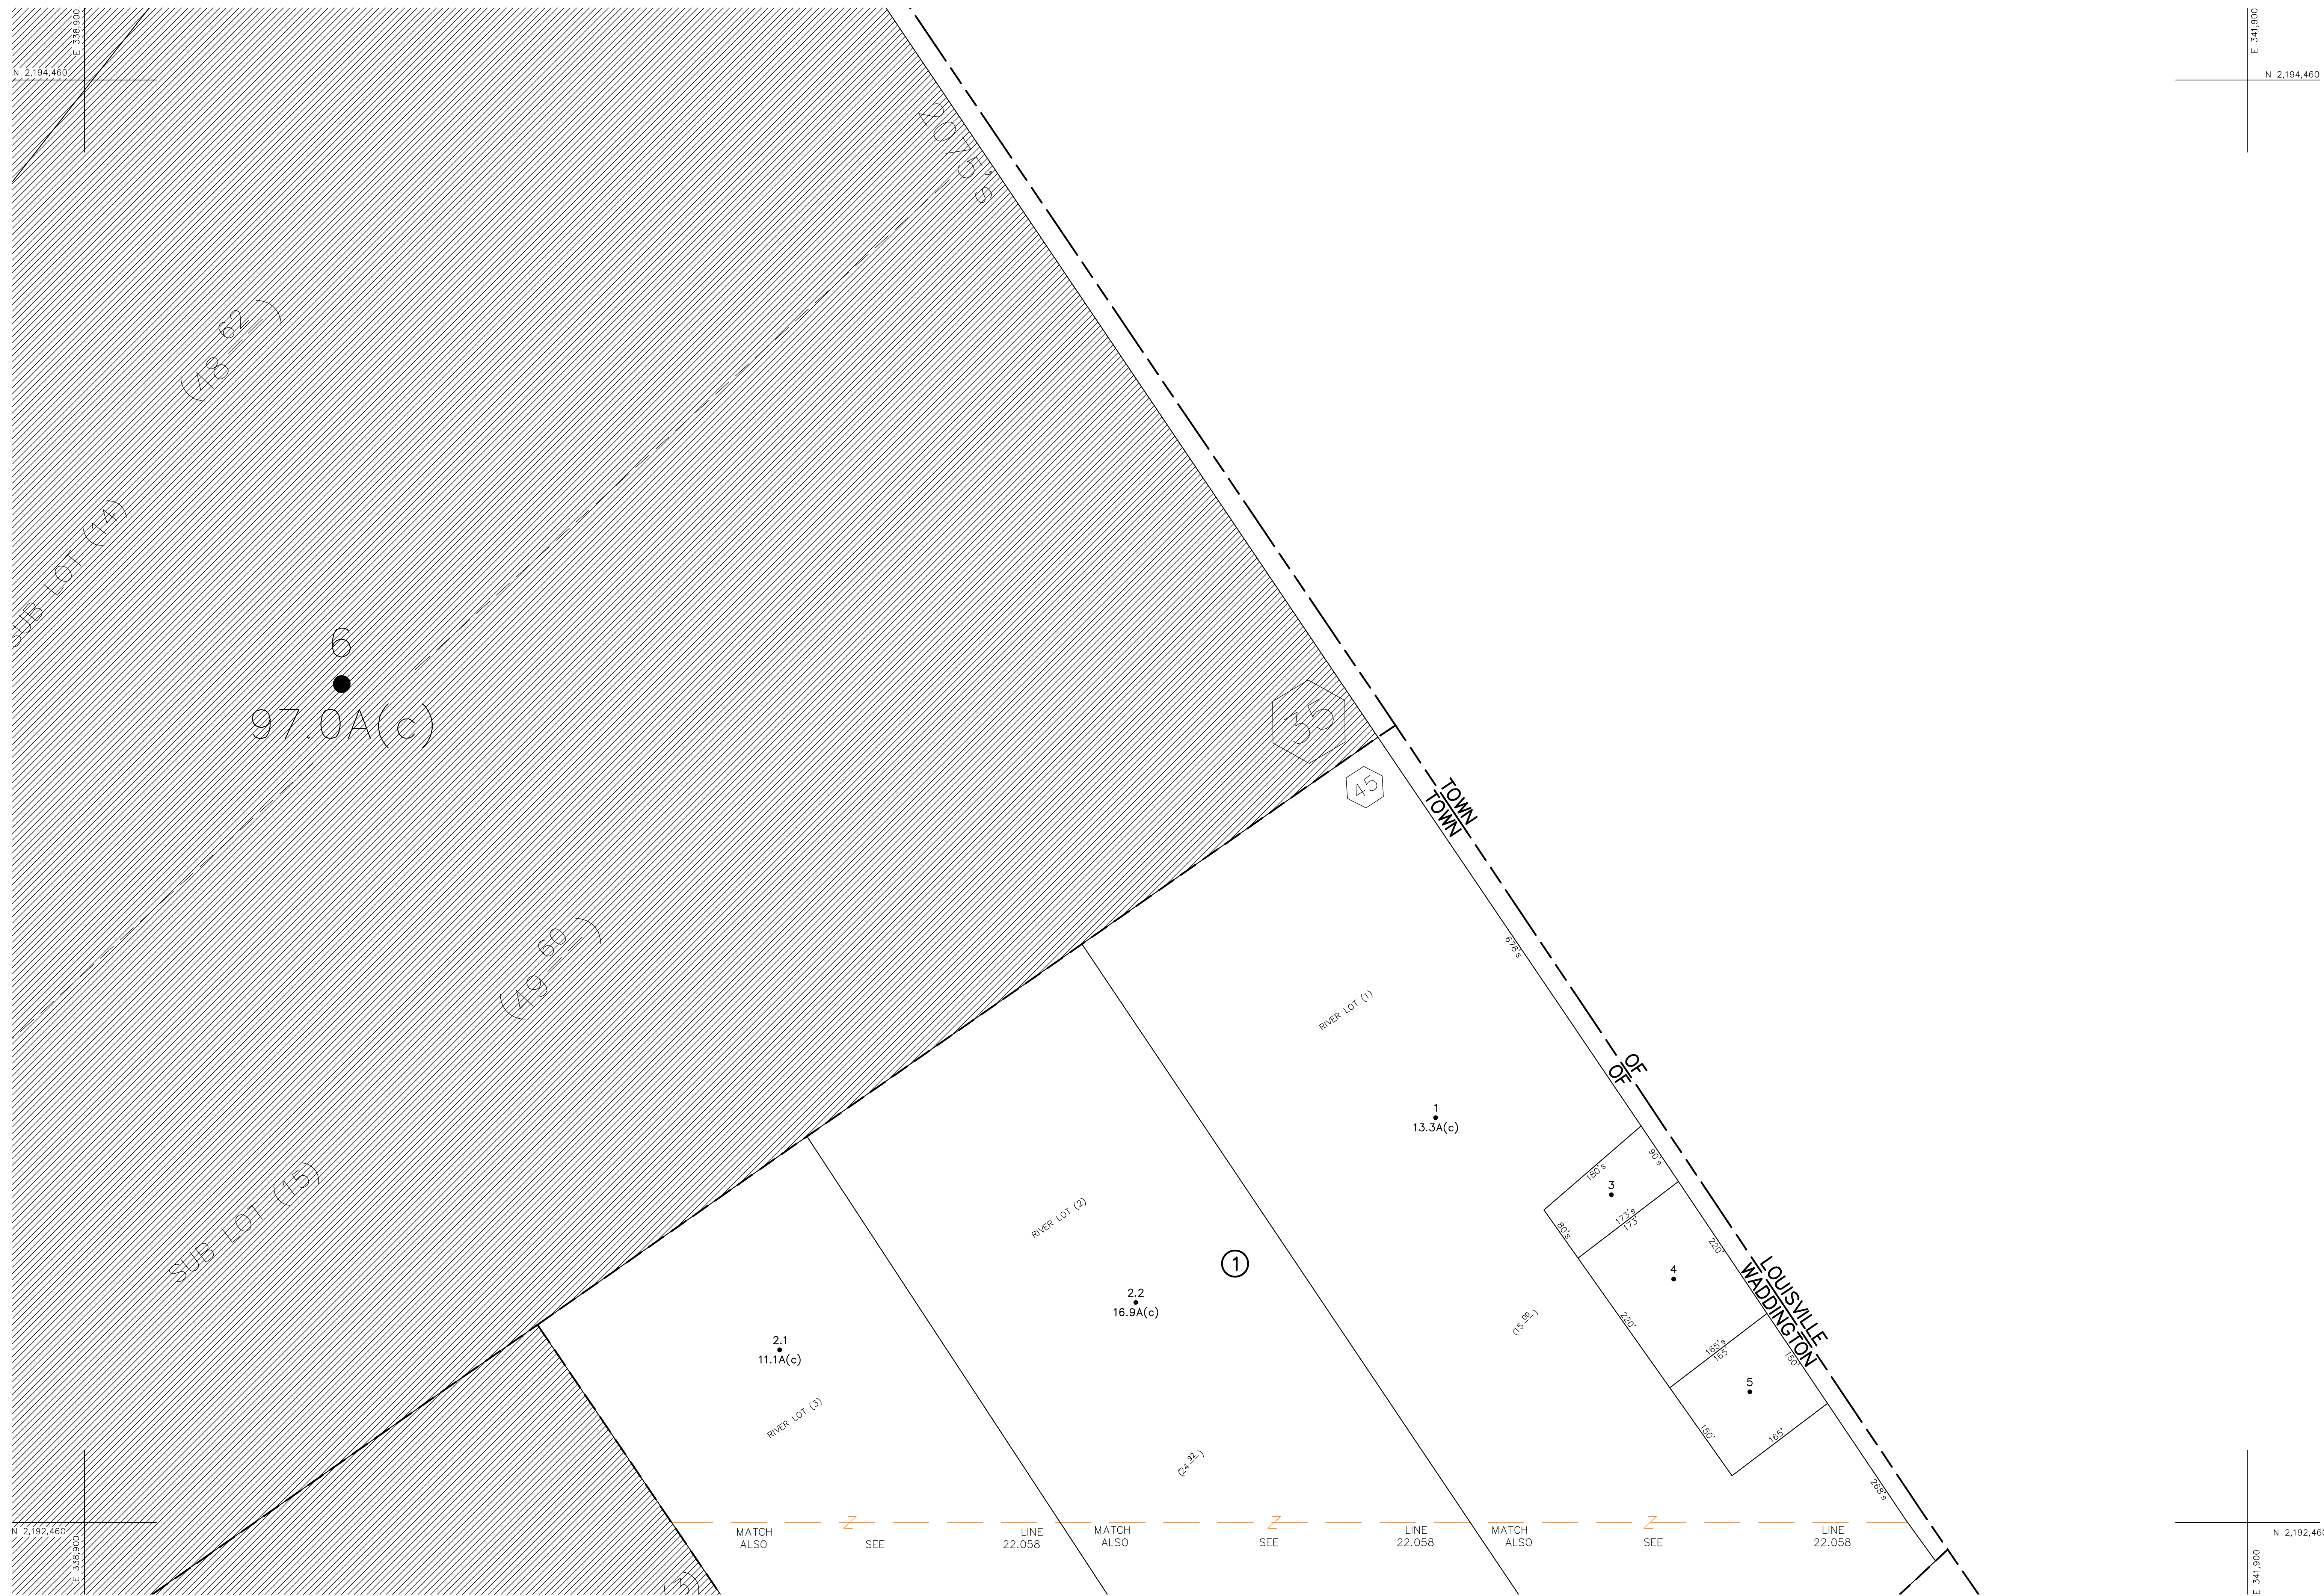 E 338,900
N 2,194,460
E 341,900
N 2,194,460
2075's
(48.62)
SUB LOT (14)
6
97.0A(c)
35
45
TOWN
TOWN
(49.60)
678's
RIVER LOT (1)
OF
OF
1
13.3A(c)
90's
180's
3
SUB LOT (15)
173's
173'
80's
RIVER LOT (2)
220'
1
4
LOUISVILLE
WADDINGTON
2.2
16.9A(c)
(15.00)
220'
165's
165'
2.1
11.1A(c)
150'
5
RIVER LOT (3)
150'
165'
(24.92)
268's
N 2,192,460
E 338,900
MATCH LINE
ALSO SEE 22.058
MATCH LINE
ALSO SEE 22.058
MATCH LINE
ALSO SEE 22.058
N 2,192,460
E 341,900
(3)